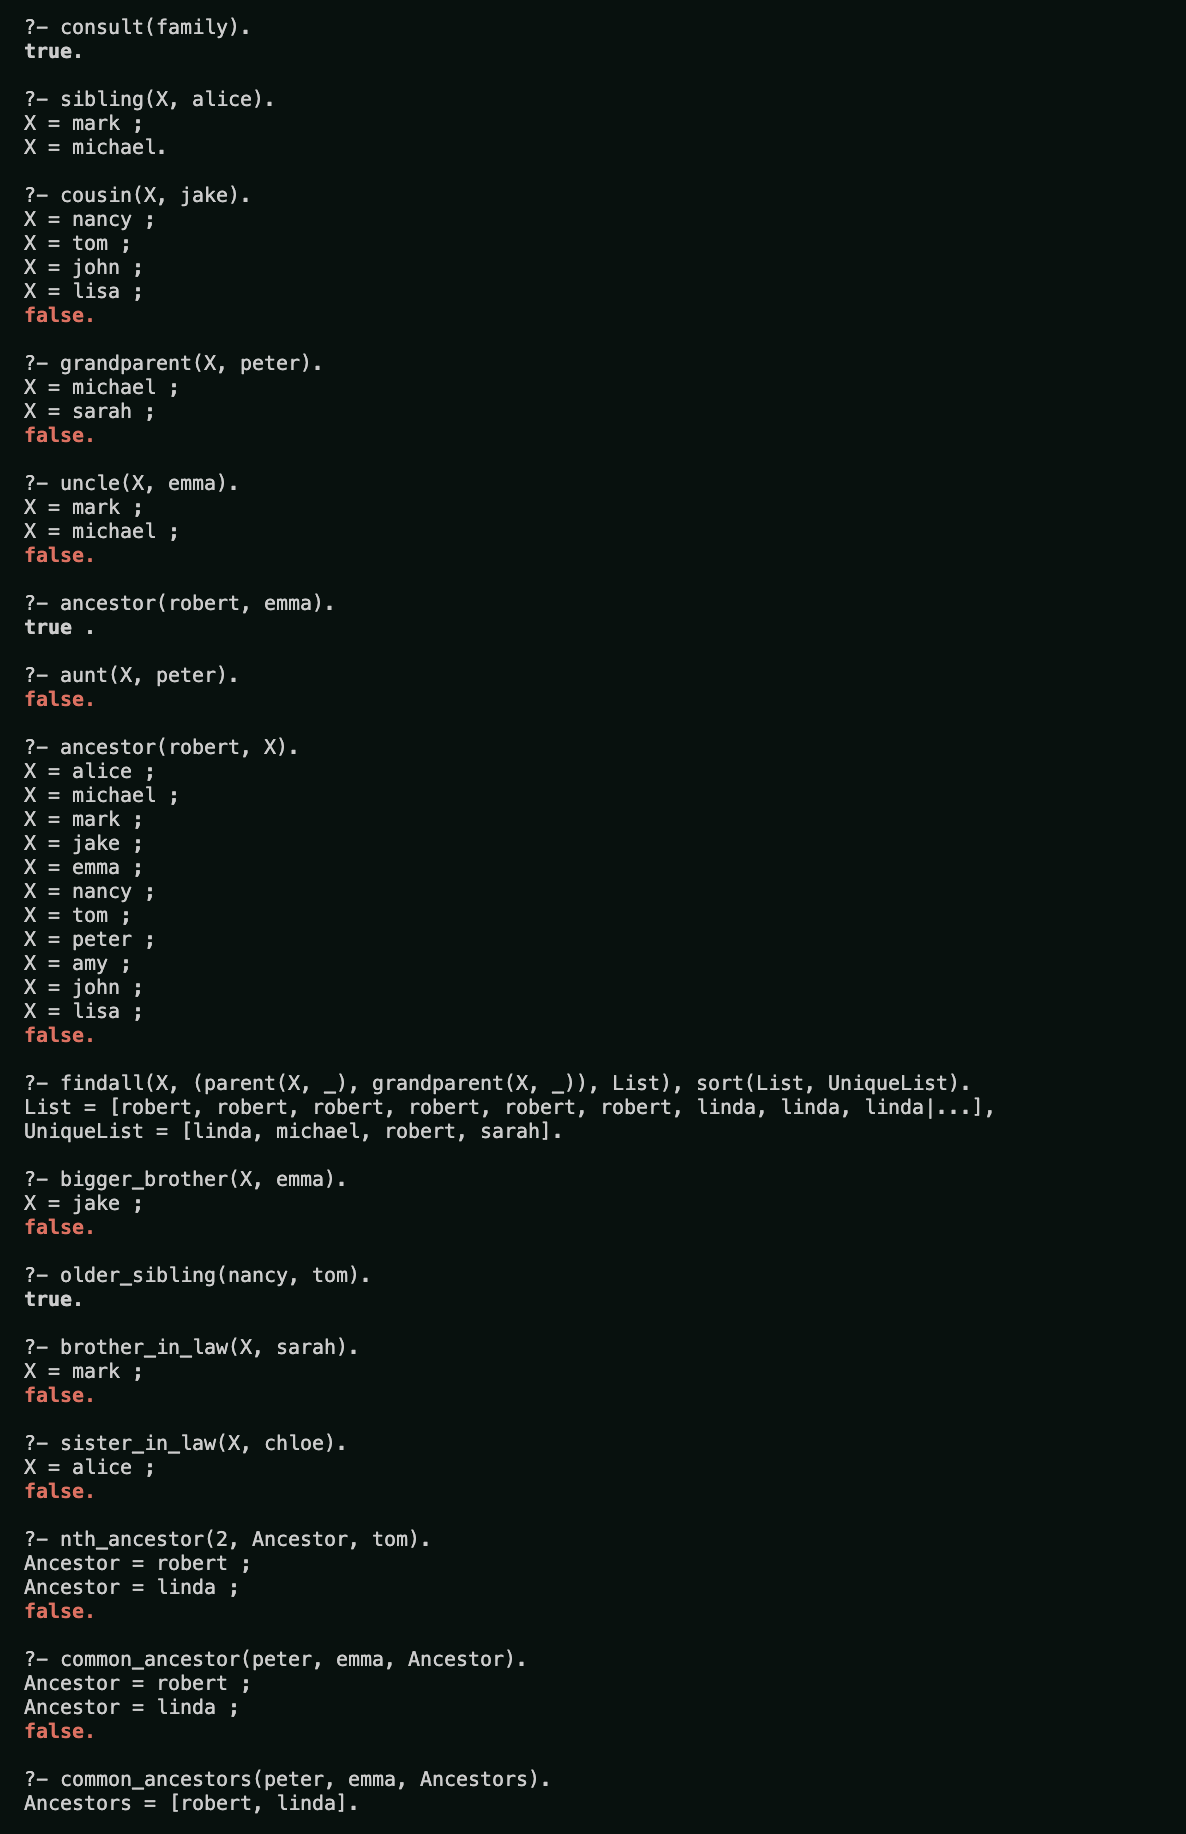 ?- consult(family).
true.
?- sibling(X, alice).
X = mark ;
X = michael.
?- cousin(X, jake).
X = nancy ;
X = tom ;
X = john ;
X = lisa ;
false.
?- grandparent(X, peter).
X = michael ;
X = sarah ;
false.
?- uncle(X, emma).
X = mark ;
X = michael ;
false.
?- ancestor(robert, emma).
true .
?- aunt(X, peter).
false.
?- ancestor(robert, X).
X = alice ;
X = michael ;
X = mark ;
X = jake ;
X = emma ;
X = nancy ;
X = tom ;
X = peter ;
X = amy ;
X = john ;
X = lisa ;
false.
?- findall(X, (parent(X, _), grandparent(X, _)), List), sort(List, UniqueList).
List = [robert, robert, robert, robert, robert, robert, linda, linda, linda|...],
UniqueList = [linda, michael, robert, sarah].
?- bigger_brother(X, emma).
X = jake ;
false.
?- older_sibling(nancy, tom).
true.
?- brother_in_law(X, sarah).
X = mark ;
false.
?- sister_in_law(X, chloe).
X = alice ;
false.
?- nth_ancestor(2, Ancestor, tom).
Ancestor = robert ;
Ancestor = linda ;
false.
?- common_ancestor(peter, emma, Ancestor).
Ancestor = robert ;
Ancestor = linda ;
false.
?- common_ancestors(peter, emma, Ancestors).
Ancestors = [robert, linda].